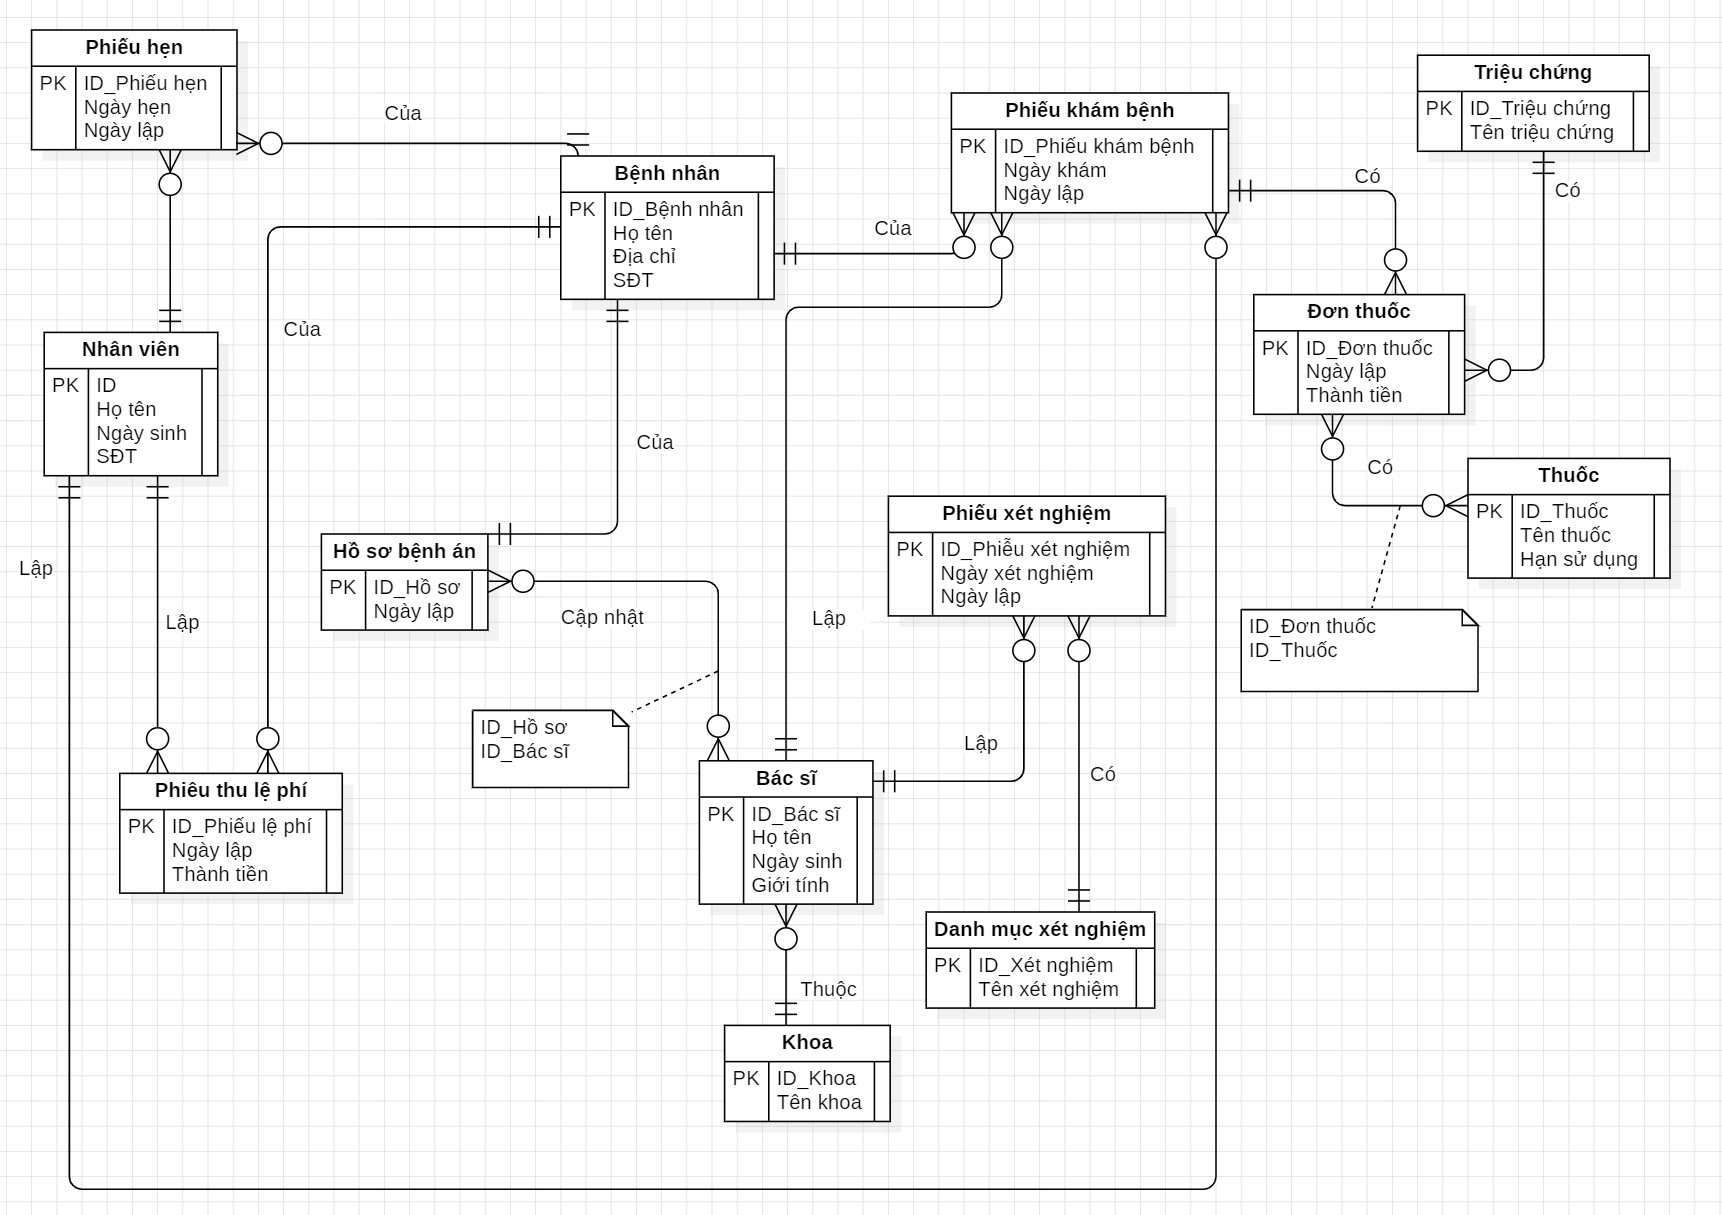 Phiếu hẹn
PK
ID_Phiếu hẹn
Ngày hẹn
Ngày lập
Của
Bệnh nhân
PK
ID_Bệnh nhân
Họ tên
Địa chỉ
SĐT
Của
Phiếu khám bệnh
PK
ID_Phiếu khám bệnh
Ngày khám
Ngày lập
Có
Triệu chứng
PK
ID_Triệu chứng
Tên triệu chứng
Có
Đơn thuốc
PK
ID_Đơn thuốc
Ngày lập
Thành tiền
Có
Thuốc
PK
ID_Thuốc
Tên thuốc
Hạn sử dụng
ID_Đơn thuốc
ID_Thuốc
Nhân viên
PK
ID
Họ tên
Ngày sinh
SĐT
Của
Của
Lập
Lập
Hồ sơ bệnh án
PK
ID_Hồ sơ
Ngày lập
Cập nhật
ID_Hồ sơ
ID_Bác sĩ
Lập
Phiếu xét nghiệm
PK
ID_Phiễu xét nghiệm
Ngày xét nghiệm
Ngày lập
Lập
Có
Phiêu thu lệ phí
PK
ID_Phiếu lệ phí
Ngày lập
Thành tiền
Bác sĩ
PK
ID_Bác sĩ
Họ tên
Ngày sinh
Giới tính
Danh mục xét nghiệm
PK
ID_Xét nghiệm
Tên xét nghiệm
Thuộc
Khoa
PK
ID_Khoa
Tên khoa